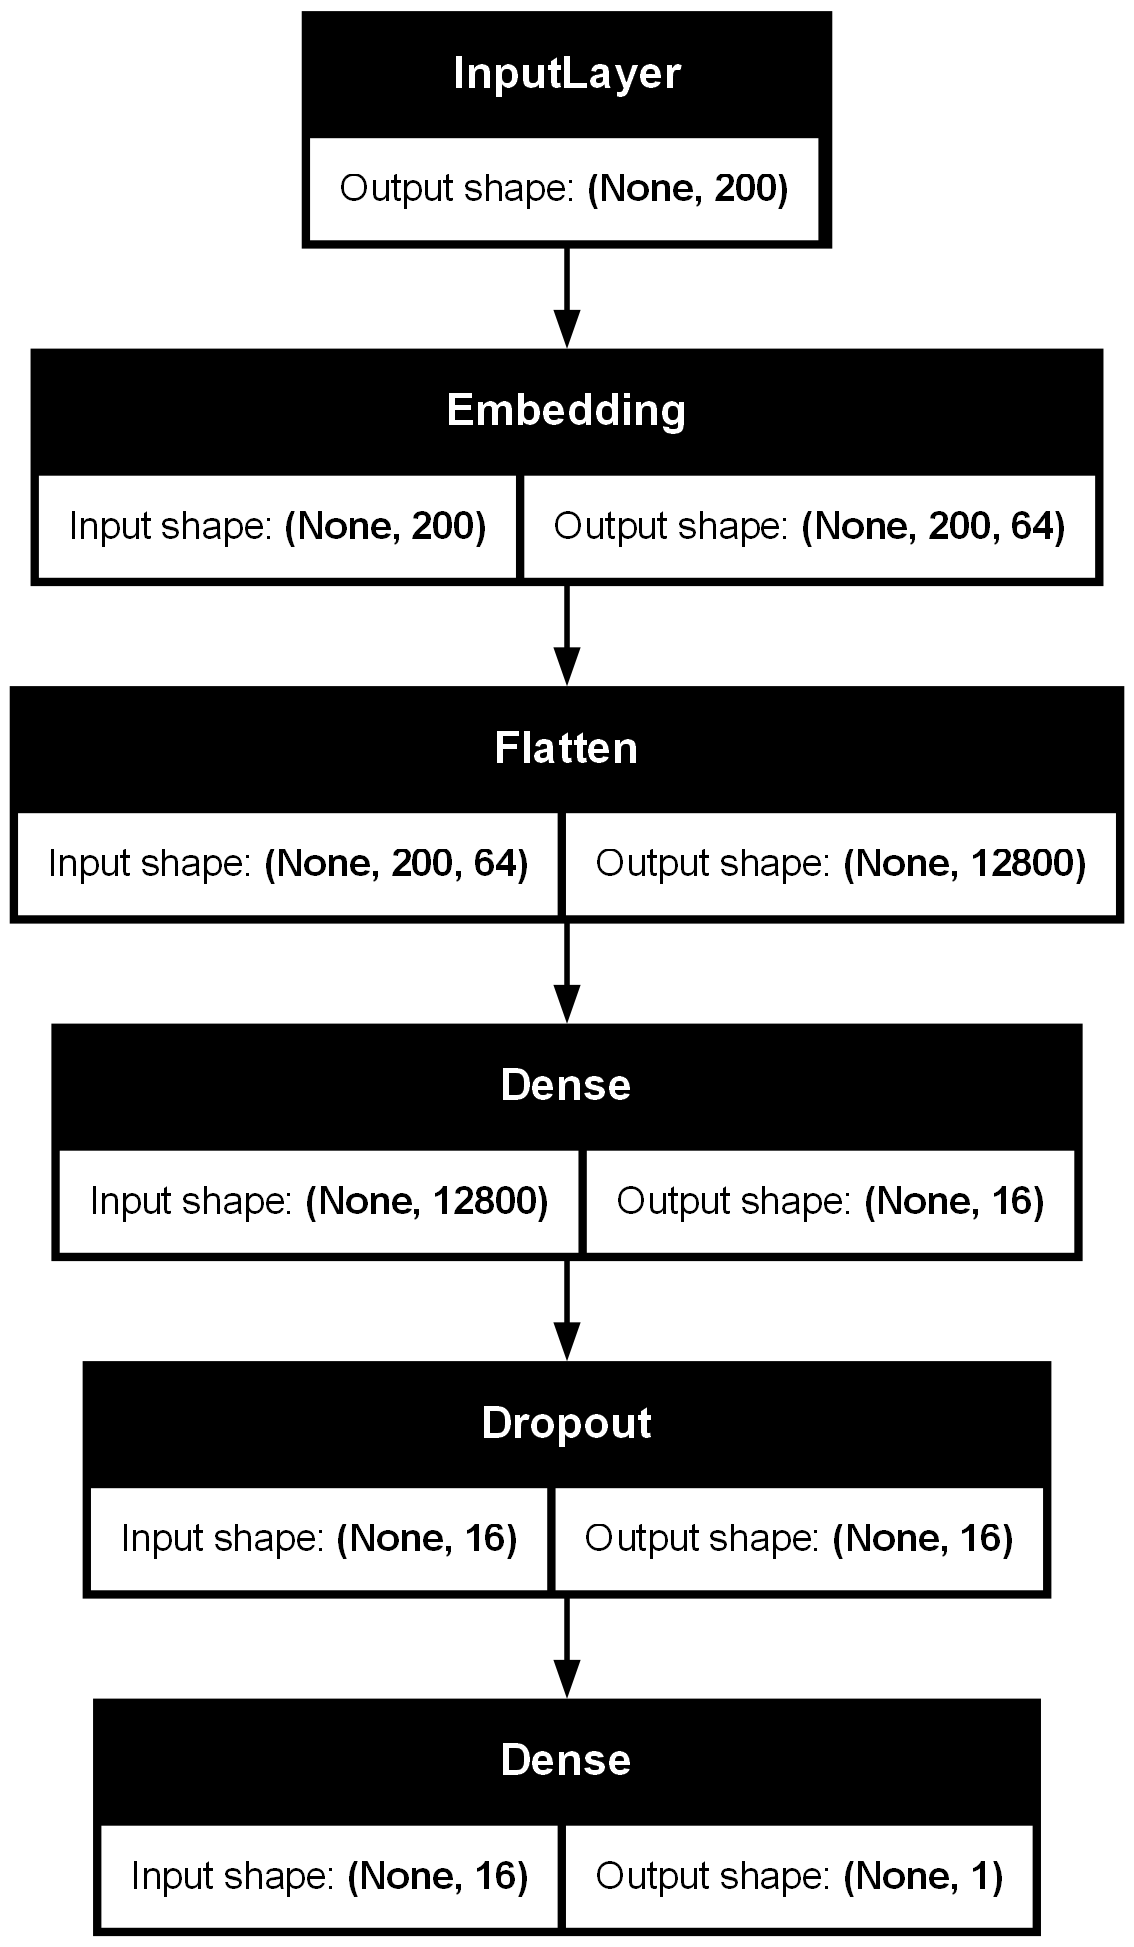 InputLayer
Output shape: (None, 200)
Embedding
Input shape: (None, 200) Output shape: (None, 200, 64)
Flatten
Input shape: (None, 200, 64) Output shape: (None, 12800)
Dense
Input shape: (None, 12800) Output shape: (None, 16)
Dropout
Input shape: (None, 16) Output shape: (None, 16)
Dense
Input shape: (None, 16) Output shape: (None, 1)